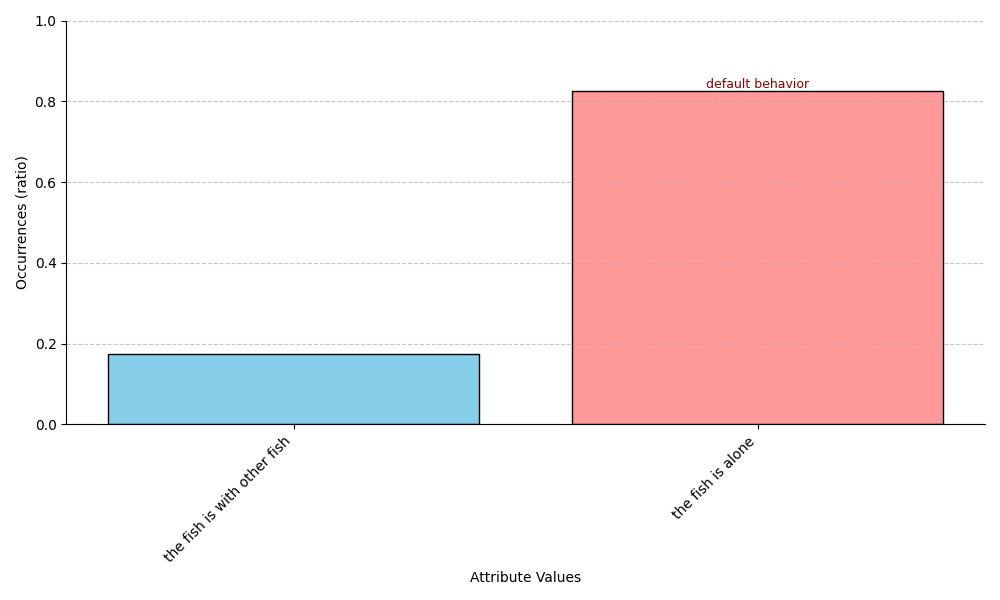 1.0
default behavior
0.8
0.6
0.4
0.2
0.0
Occurrences (ratio)
the fish is with other fish
the fish is alone
Attribute Values